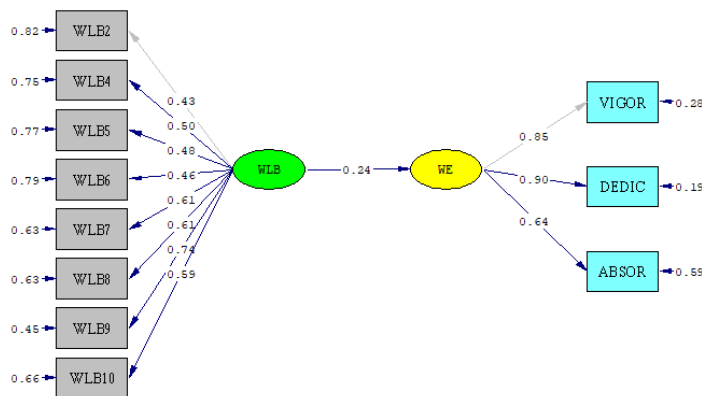 0.82
WLB2
0.75
WLB4
0.77
WLB5
0.79
WLB6
0.63
WLB7
0.63
WLB8
0.45
WLB9
0.66
WLB10
0.43
0.50
0.48
0.46
0.61
0.61
0.74
0.59
WLB
0.24
WE
0.85
0.90
0.64
VIGOR
0.28
DEDIC
0.19
ABSOR
0.59